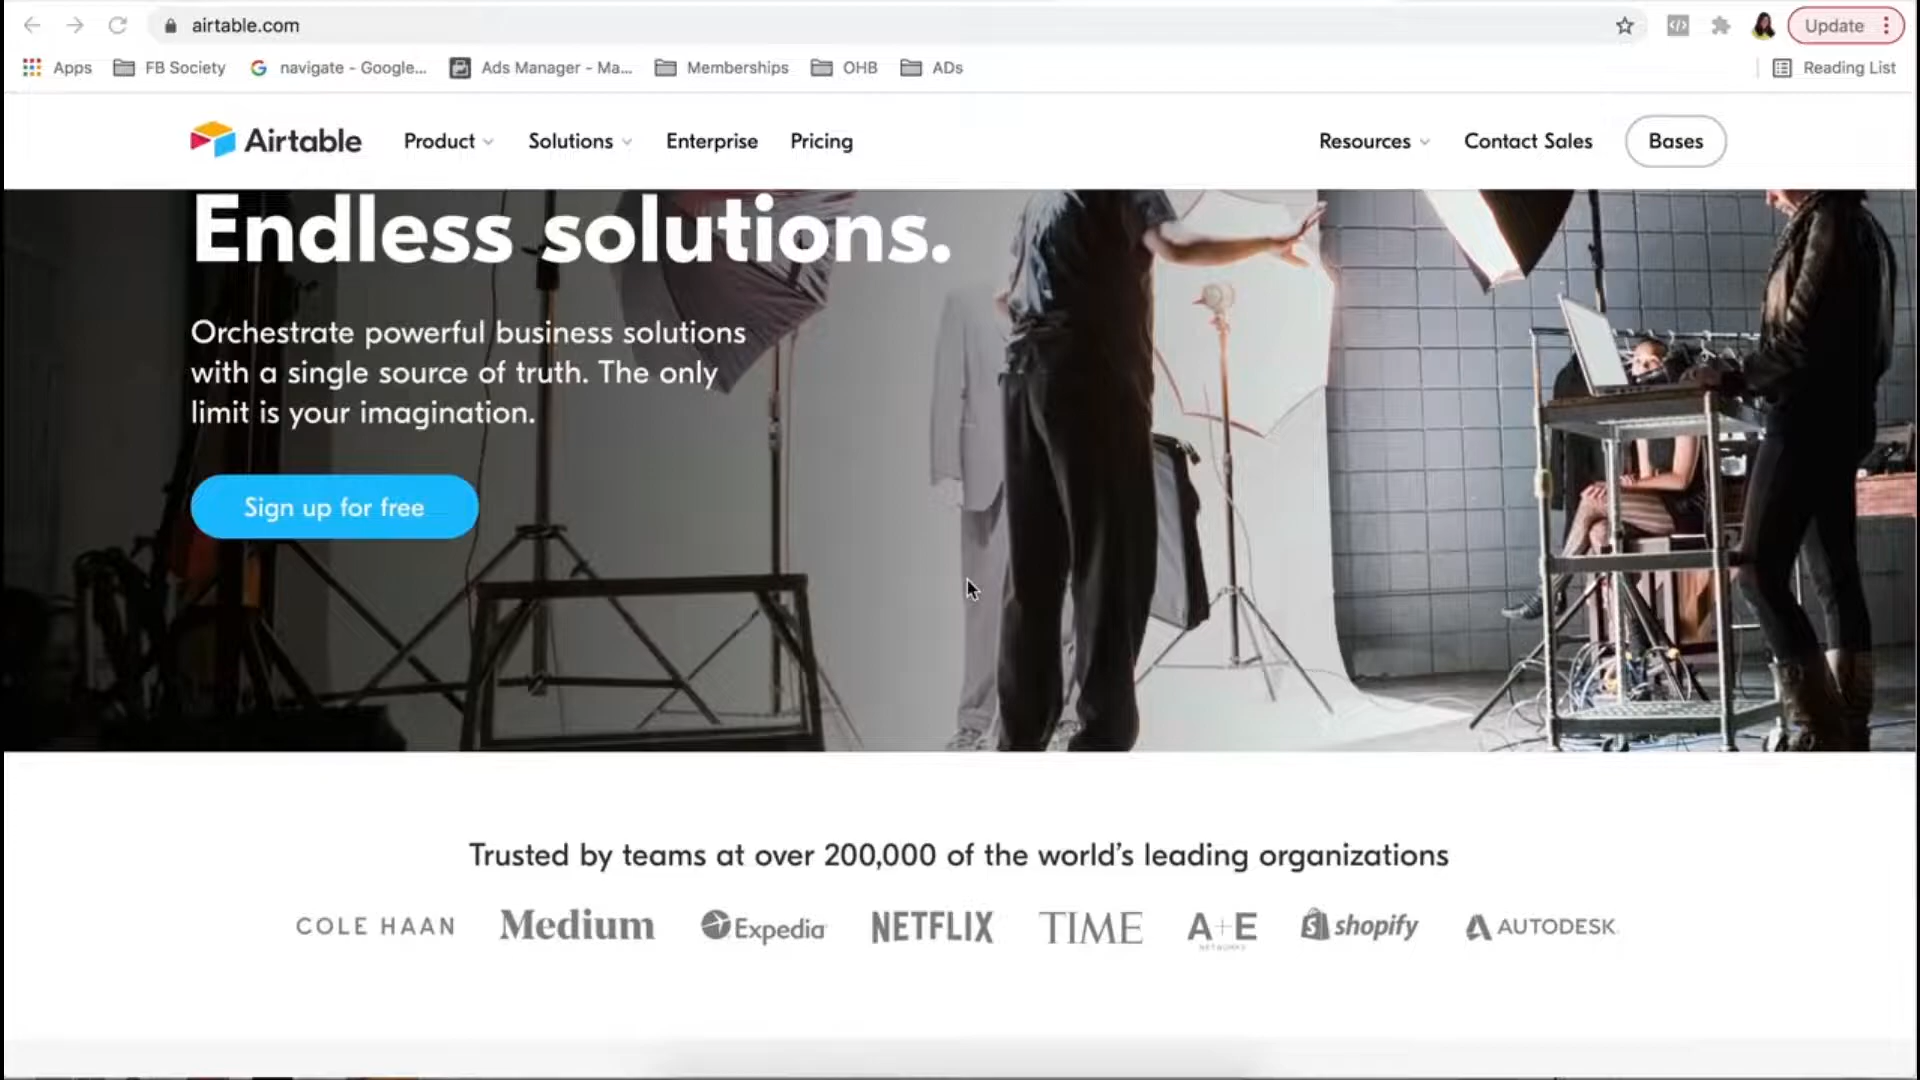 airtable.com
Update
Apps
FB Society
navigate - Google...
Ads Manager - Ma...
Memberships
OHB
ADs
Reading List
Airtable
Product
Solutions
Enterprise
Pricing
Resources
Contact Sales
Bases
Endless solutions.
Orchestrate powerful business solutions
with a single source of truth. The only
limit is your imagination.
Sign up for free
Trusted by teams at over 200,000 of the world’s leading organizations
COLE HAAN
Medium
Expedia
NETFLIX
TIME
A+E
NETWORKS
shopify
AUTODESK